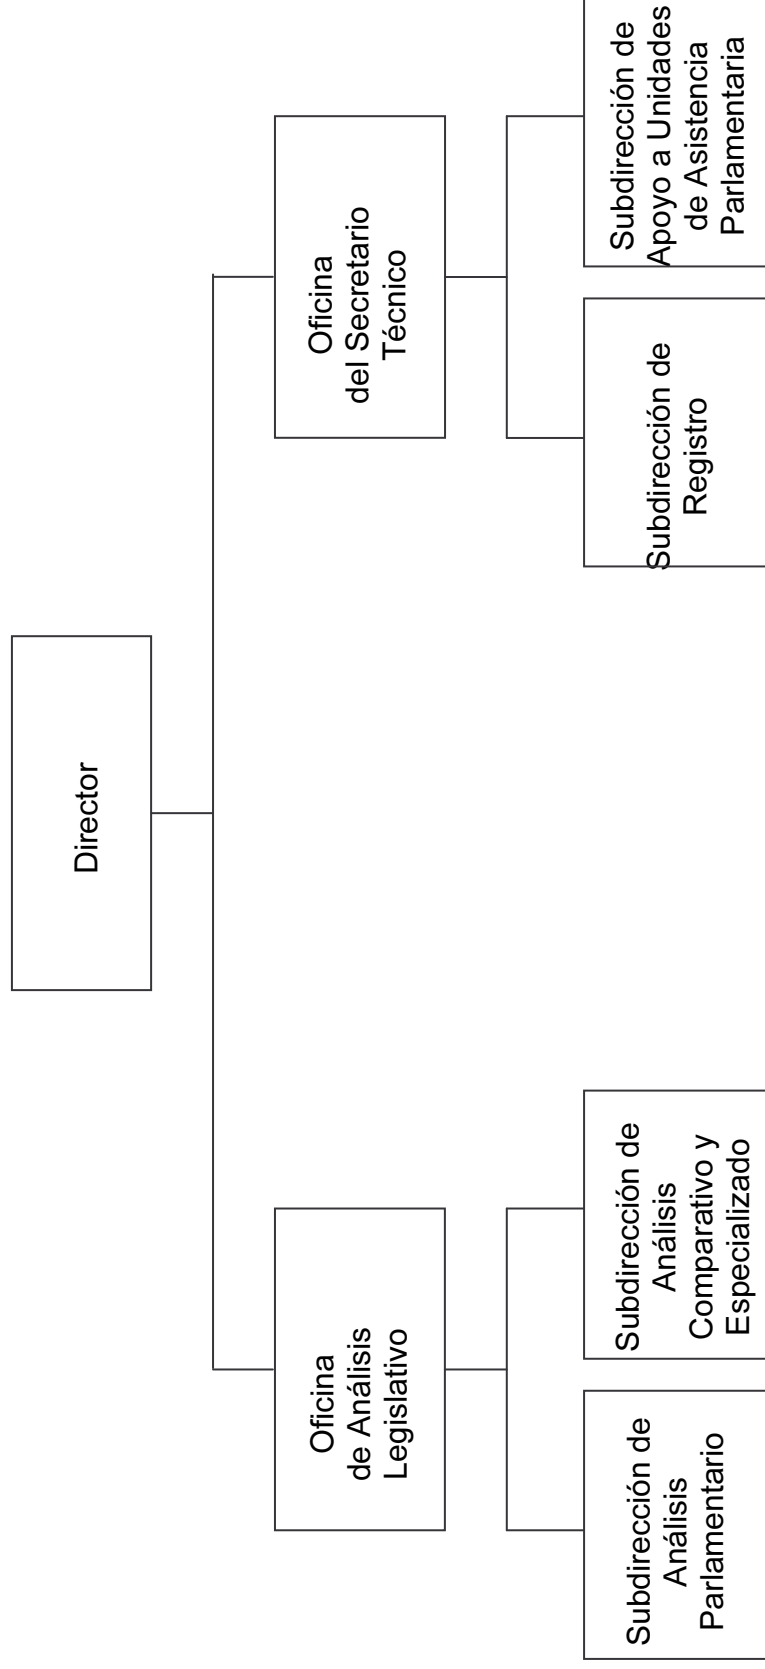 Director
Oficina
de Análisis
Legislativo
Oficina
del Secretario
Técnico
Subdirección de
Análisis
Parlamentario
Subdirección de
Análisis
Comparativo y
Especializado
Subdirección de
Registro
Subdirección de
Apoyo a Unidades
de Asistencia
Parlamentaria